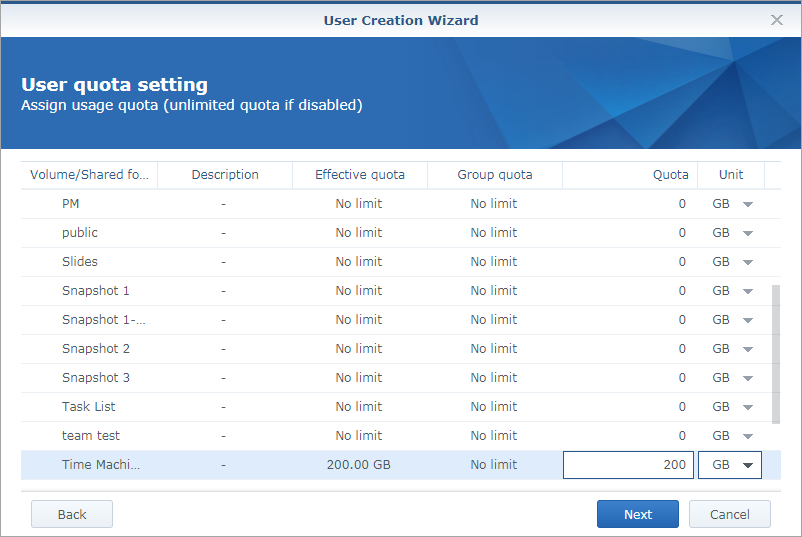 User Creation Wizard
User quota setting
Assign usage quota (unlimited quota if disabled)
Volume/Shared fo... Description Effective quota Group quota Quota Unit
PM - No limit No limit 0 GB
public - No limit No limit 0 GB
Slides - No limit No limit 0 GB
Snapshot 1 - No limit No limit 0 GB
Snapshot 1-... - No limit No limit 0 GB
Snapshot 2 - No limit No limit 0 GB
Snapshot 3 - No limit No limit 0 GB
Task List - No limit No limit 0 GB
team test - No limit No limit 0 GB
Time Machi... - 200.00 GB No limit 200 GB
Back Next Cancel